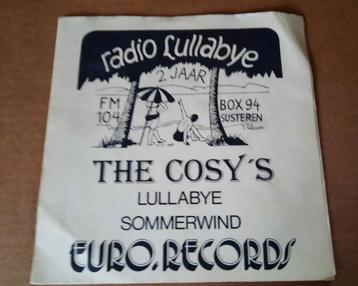 radio Lullabye
2 JAAR
FM
104
BOX 94
SUSTEREN
THE COSY'S
LULLABYE
SOMMERWIND
EURO. RECORDS